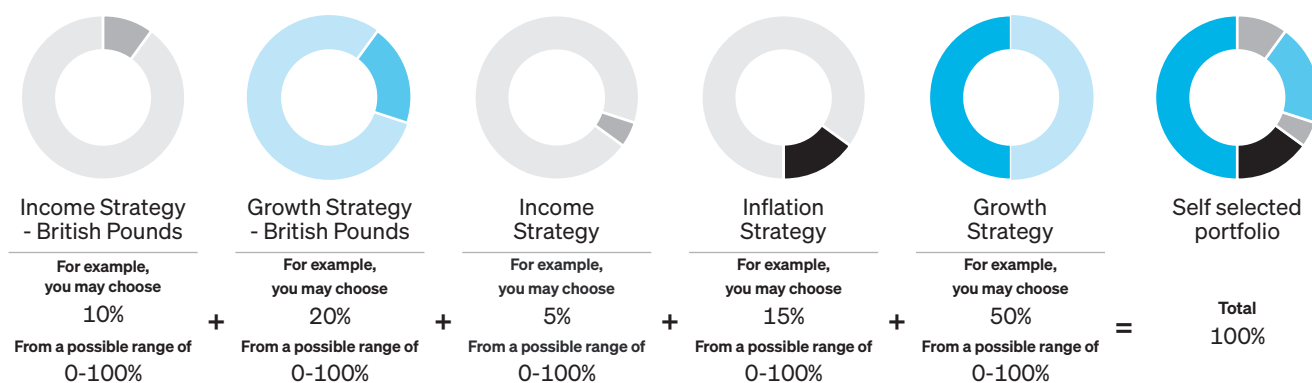 Income Strategy
- British Pounds
For example,
you may choose
10%
From a possible range of
0-100%
+
Growth Strategy
- British Pounds
For example,
you may choose
20%
From a possible range of
0-100%
+
Income
Strategy
For example,
you may choose
5%
From a possible range of
0-100%
+
Inflation
Strategy
For example,
you may choose
15%
From a possible range of
0-100%
+
Growth
Strategy
For example,
you may choose
50%
From a possible range of
0-100%
=
Self selected
portfolio
Total
100%